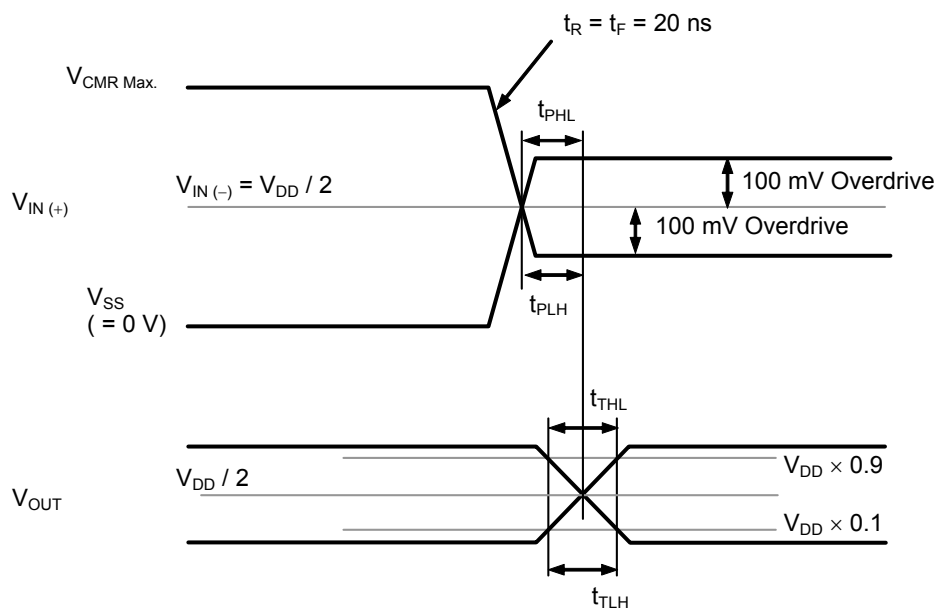 t_R = t_F = 20 ns
V_CMR Max.
t_PHL
V_IN (–) = V_DD / 2
100 mV Overdrive
V_IN (+)
100 mV Overdrive
V_SS
( = 0 V)
t_PLH
t_THL
V_DD / 2
V_DD × 0.9
V_OUT
V_DD × 0.1
t_TLH